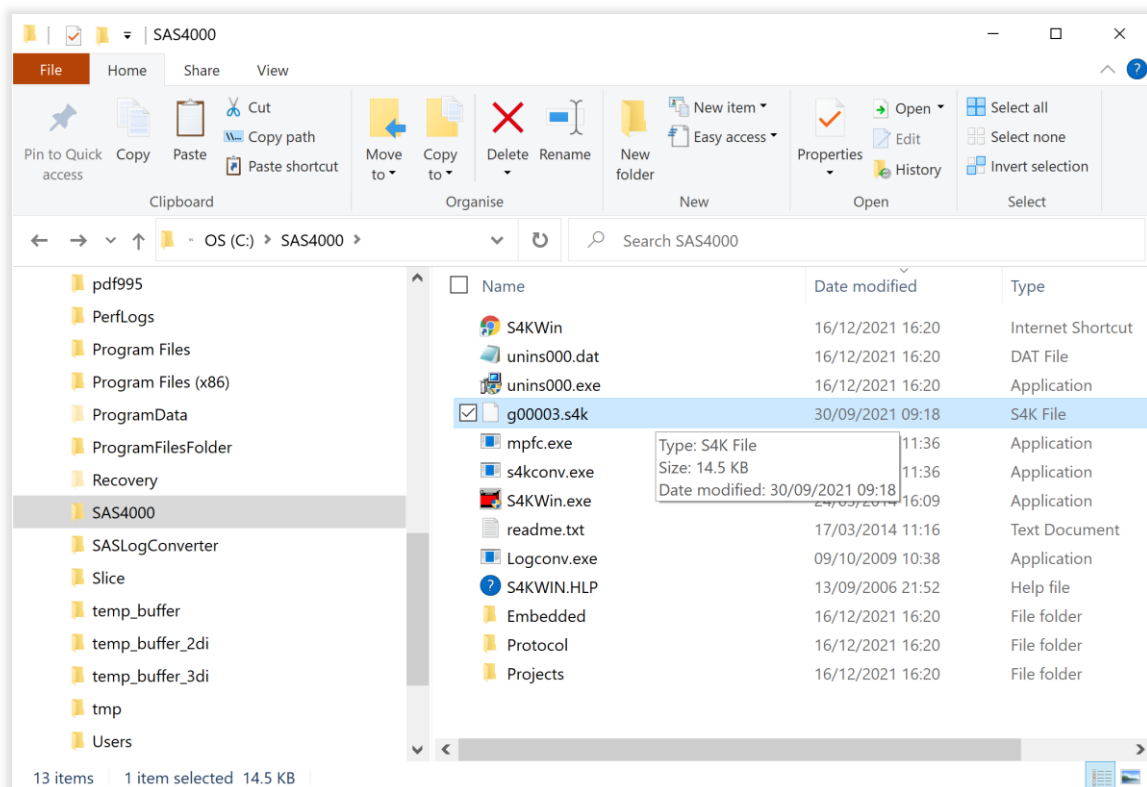 SAS4000
File Home Share View
Pin to Quick access
Copy
Paste
Cut
Copy path
Paste shortcut
Clipboard
Move to
Copy to
Delete
Rename
Organise
New folder
New item
Easy access
New
Properties
Open
Edit
History
Open
Select all
Select none
Invert selection
Select
OS (C:) > SAS4000 >
Search SAS4000
pdf995
PerfLogs
Program Files
Program Files (x86)
ProgramData
ProgramFilesFolder
Recovery
SAS4000
SASLogConverter
Slice
temp_buffer
temp_buffer_2di
temp_buffer_3di
tmp
Users
Name Date modified Type
S4KWin 16/12/2021 16:20 Internet Shortcut
unins000.dat 16/12/2021 16:20 DAT File
unins000.exe 16/12/2021 16:20 Application
g00003.s4k 30/09/2021 09:18 S4K File
mpfc.exe 11:36 Application
s4kconv.exe 11:36 Application
S4KWin.exe 16:09 Application
readme.txt 17/03/2014 11:16 Text Document
Logconv.exe 09/10/2009 10:38 Application
S4KWIN.HLP 13/09/2006 21:52 Help file
Embedded 16/12/2021 16:20 File folder
Protocol 16/12/2021 16:20 File folder
Projects 16/12/2021 16:20 File folder
Type: S4K File
Size: 14.5 KB
Date modified: 30/09/2021 09:18
13 items 1 item selected 14.5 KB